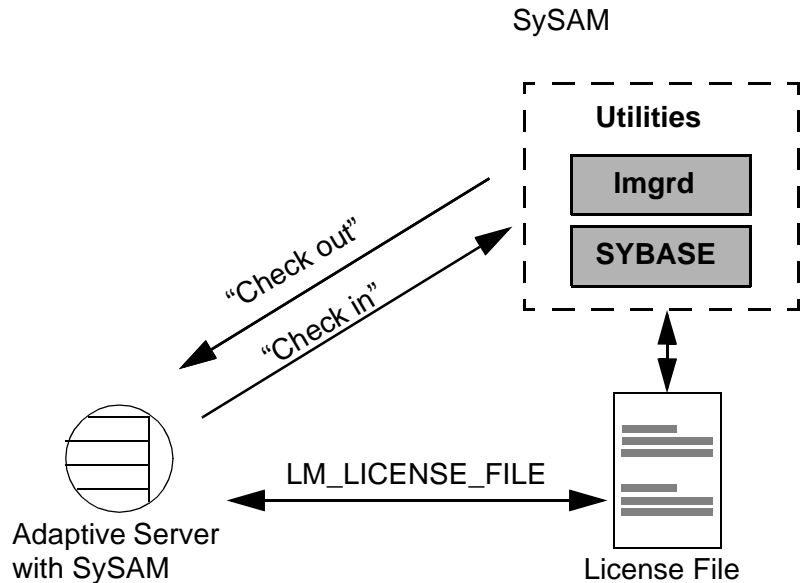 SySAM
Utilities
lmgrd
SYBASE
“Check out”
“Check in”
LM_LICENSE_FILE
Adaptive Server
with SySAM
License File